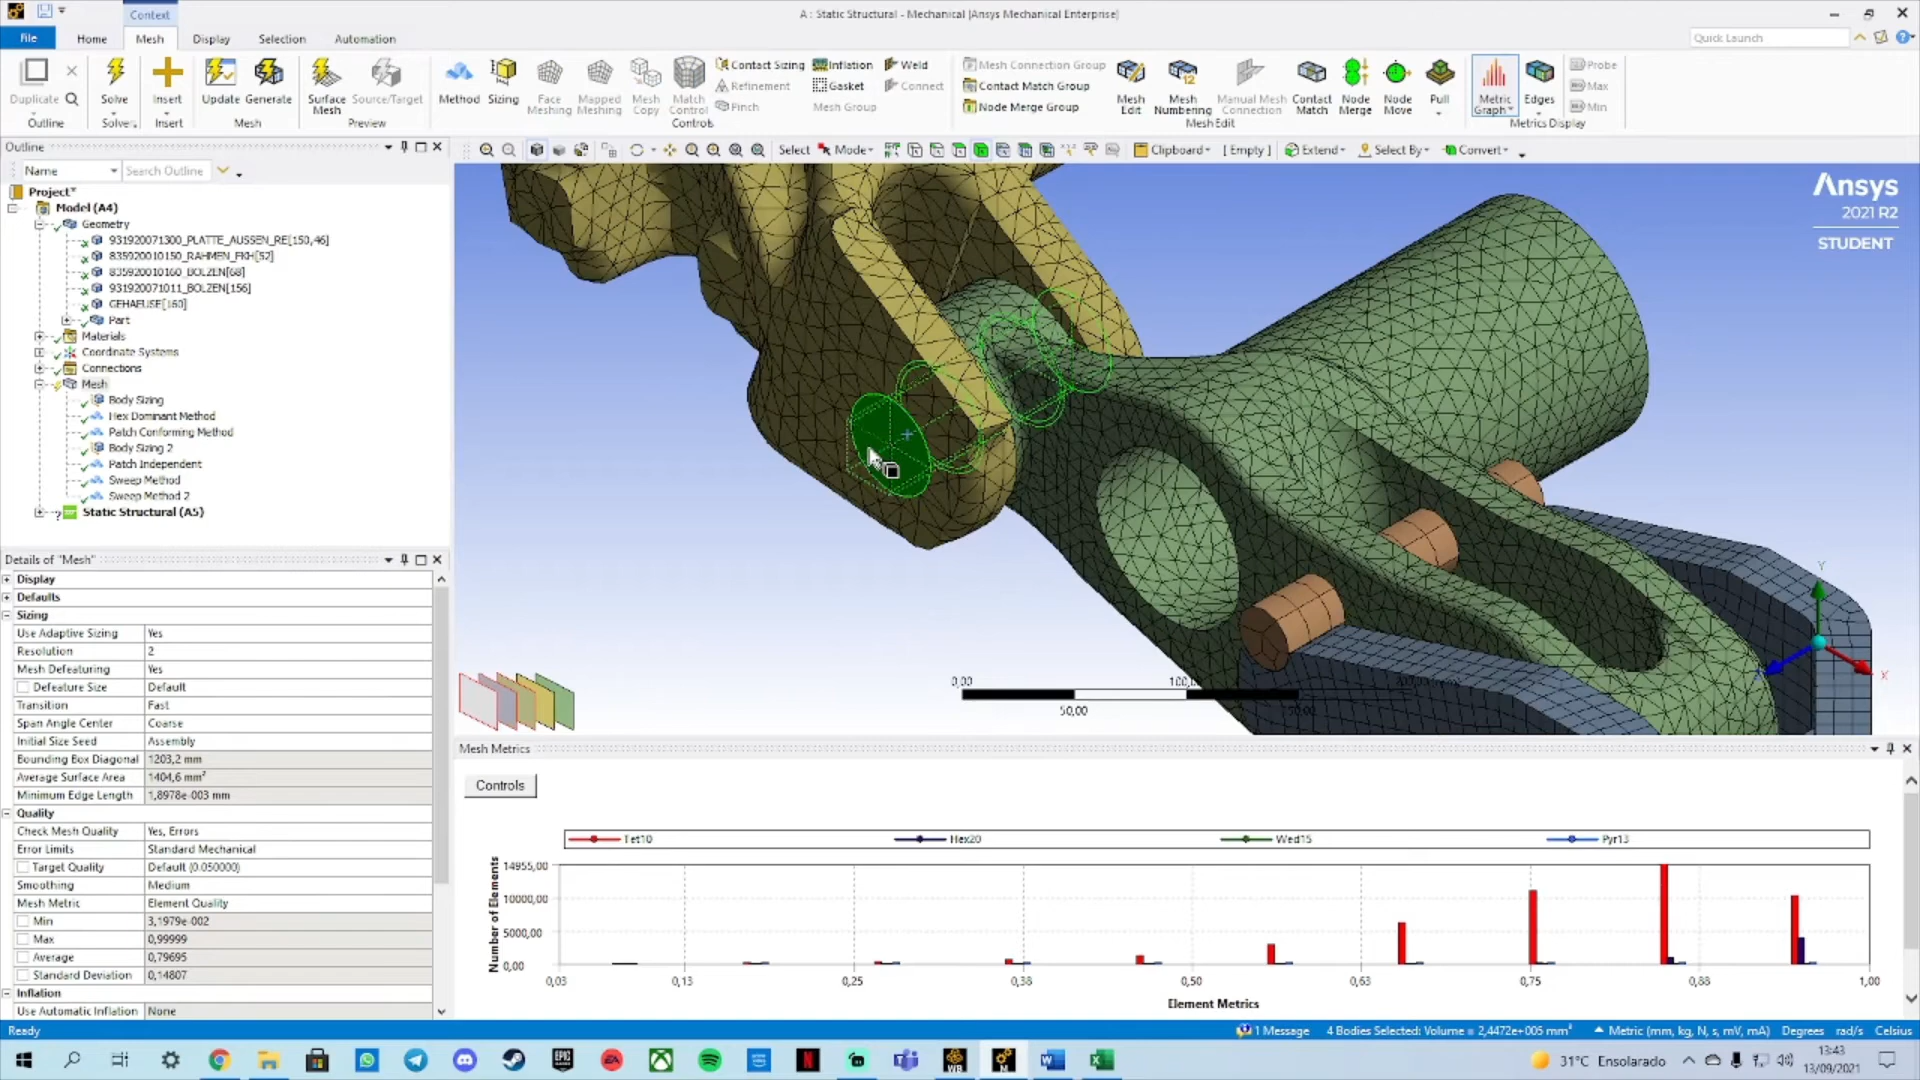 Context
A : Static Structural - Mechanical [Ansys Mechanical Enterprise]
File Home Mesh Display Selection Automation
Quick Launch
Duplicate
Outline
Solve
Solve
Insert
Insert
Update Generate
Mesh
Surface Mesh Source/Target
Preview
Method Sizing Face Meshing Mapped Meshing Mesh Copy Match Control
Contact Sizing Inflation Weld
Refinement Gasket Connect
Pinch Mesh Group
Controls
Mesh Connection Group
Contact Match Group
Node Merge Group
Mesh Edit Mesh Numbering Manual Mesh Connection Contact Match Node Merge Node Move Pull
Mesh Edit
Metric Graph Edges Probe
Max
Min
Metrics Display
Outline
Name Search Outline
Select Mode Clipboard [ Empty ] Extend Select By Convert
Project*
Model (A4)
Geometry
931920071300_PLATTE_AUSSEN_RE[150,46]
835920010150_RAHMEN_FKH[52]
835920010160_BOLZEN[68]
931920071011_BOLZEN[156]
GEHAEUSE[160]
Part
Materials
Coordinate Systems
Connections
Mesh
Body Sizing
Hex Dominant Method
Patch Conforming Method
Body Sizing 2
Patch Independent
Sweep Method
Sweep Method 2
Static Structural (A5)
Details of "Mesh"
Display
Defaults
Sizing
Use Adaptive Sizing Yes
Resolution 2
Mesh Defeaturing Yes
Defeature Size Default
Transition Fast
Span Angle Center Coarse
Initial Size Seed Assembly
Bounding Box Diagonal 1203,2 mm
Average Surface Area 1404,6 mm²
Minimum Edge Length 1,8978e-003 mm
Quality
Check Mesh Quality Yes, Errors
Error Limits Standard Mechanical
Target Quality Default (0.050000)
Smoothing Medium
Mesh Metric Element Quality
Min 3,1979e-002
Max 0,99999
Average 0,79695
Standard Deviation 0,14807
Inflation
Use Automatic Inflation None
Ansys
2021 R2
STUDENT
0,00 100,
50,00
Y
X
Mesh Metrics
Controls
Tet10 Hex20 Wed15 Pyr13
Number of Elements
14955,00
10000,00
5000,00
0,00
0,03 0,13 0,25 0,38 0,50 0,63 0,75 0,88 1,00
Element Metrics
Ready
1 Message 4 Bodies Selected: Volume = 2,4472e+005 mm³ Metric (mm, kg, N, s, mV, mA) Degrees rad/s Celsius
31°C Ensolarado
13:43
13/09/2021